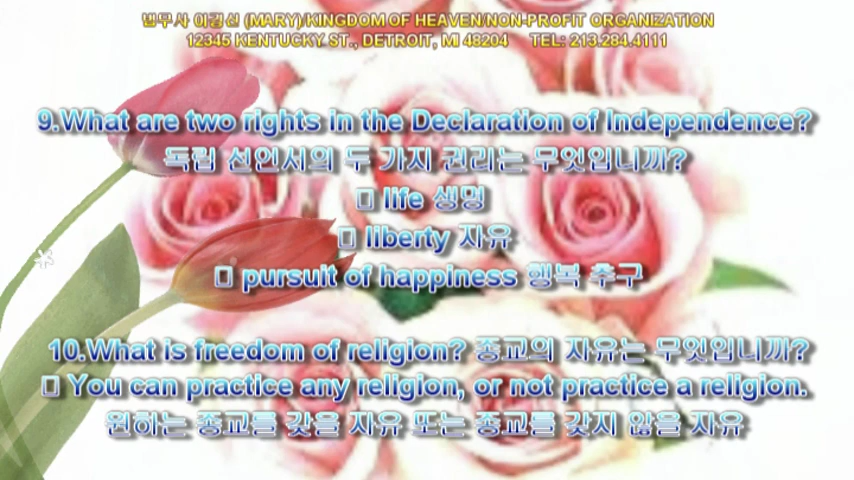 법무사 이경신 (MARY)/KINGDOM OF HEAVEN/NON-PROFIT ORGANIZATION
12345 KENTUCKY ST., DETROIT, MI 48204 TEL: 213.284.4111
9.What are two rights in the Declaration of Independence?
독립 선언서의 두 가지 권리는 무엇입니까?
life 생명
liberty 자유
pursuit of happiness 행복 추구
10.What is freedom of religion? 종교의 자유는 무엇입니까?
You can practice any religion, or not practice a religion.
원하는 종교를 갖을 자유 또는 종교를 갖지 않을 자유